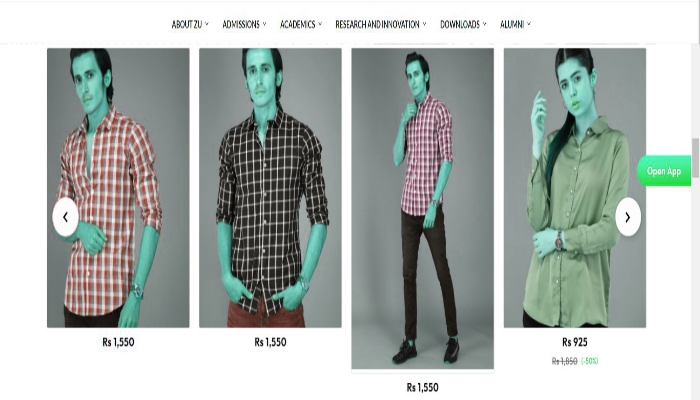 ABOUT ZU ADMISSIONS ACADEMICS RESEARCH AND INNOVATION DOWNLOADS ALUMNI
Open App
Rs 1,550
Rs 1,550
Rs 1,550
Rs 925
Rs 1,850 (-50%)